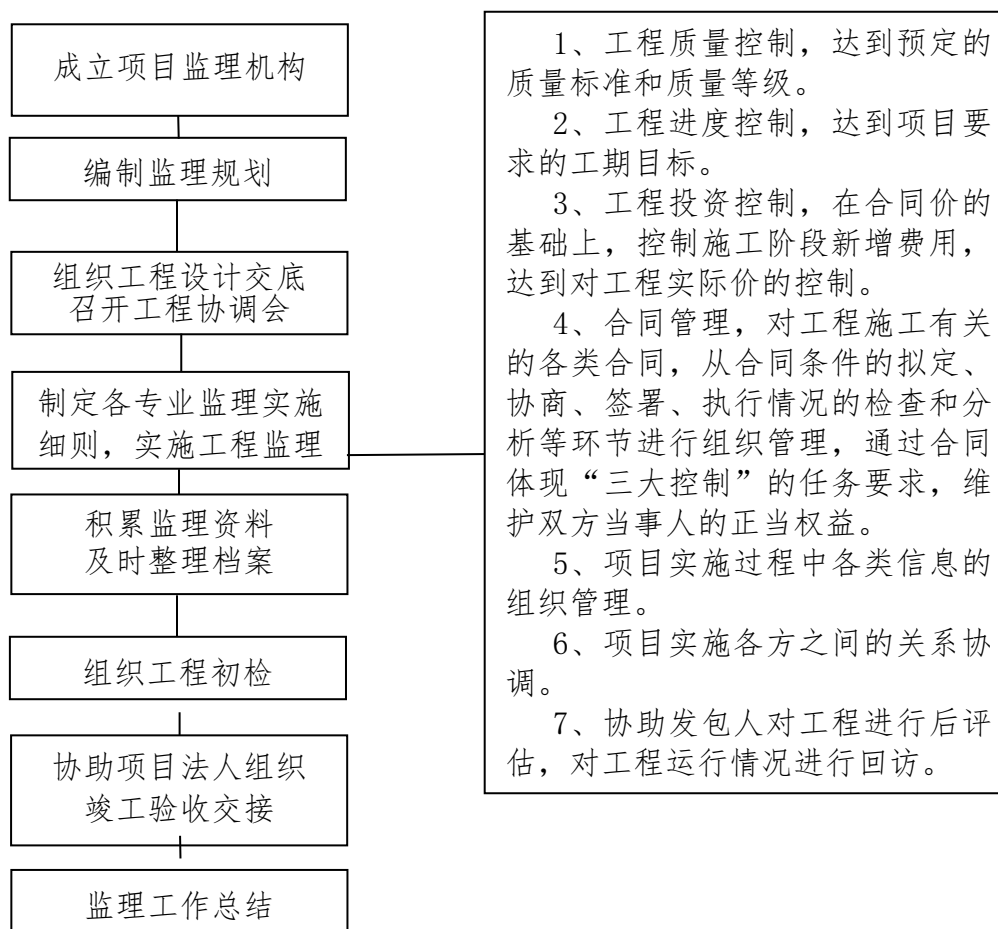 成立项目监理机构
编制监理规划
组织工程设计交底
召开工程协调会
制定各专业监理实施
细则，实施工程监理
积累监理资料
及时整理档案
组织工程初检
协助项目法人组织
竣工验收交接
监理工作总结
1、工程质量控制，达到预定的
质量标准和质量等级。
2、工程进度控制，达到项目要
求的工期目标。
3、工程投资控制，在合同价的
基础上，控制施工阶段新增费用，
达到对工程实际价的控制。
4、合同管理，对工程施工有关
的各类合同，从合同条件的拟定、
协商、签署、执行情况的检查和分
析等环节进行组织管理，通过合同
体现“三大控制”的任务要求，维
护双方当事人的正当权益。
5、项目实施过程中各类信息的
组织管理。
6、项目实施各方之间的关系协
调。
7、协助发包人对工程进行后评
估，对工程运行情况进行回访。